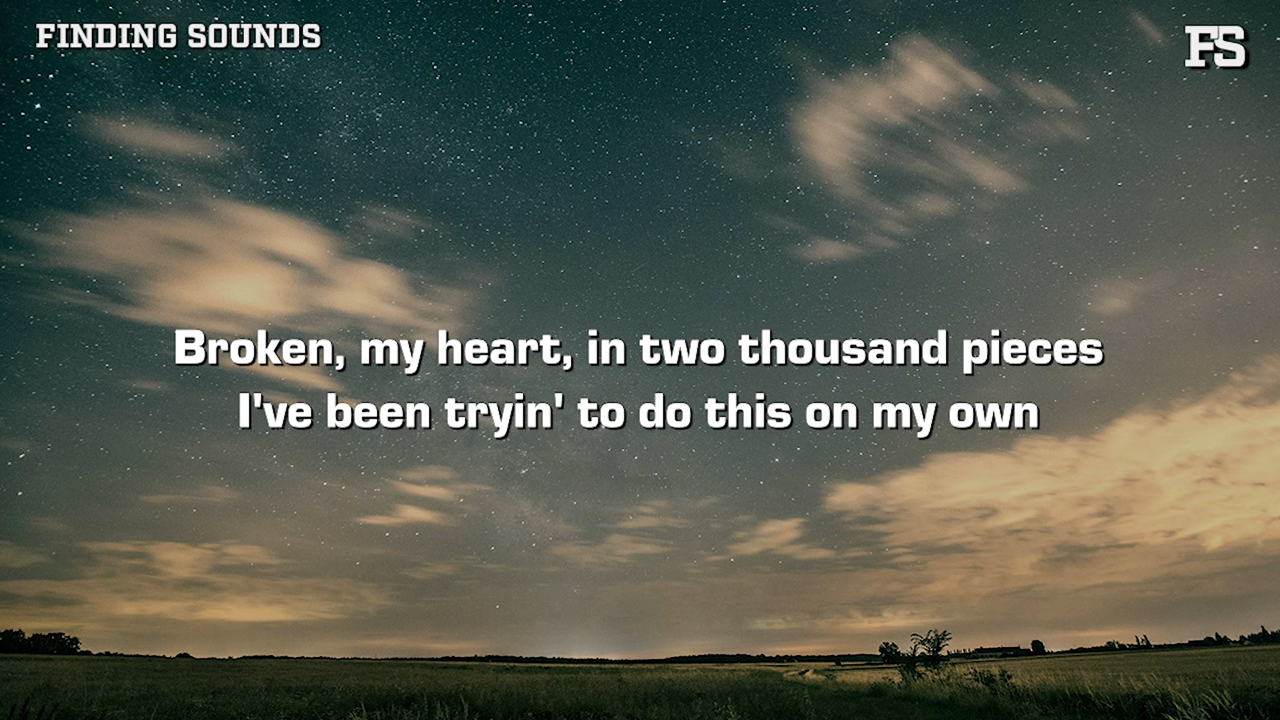 FINDING SOUNDS
FS
Broken, my heart, in two thousand pieces
I've been tryin' to do this on my own